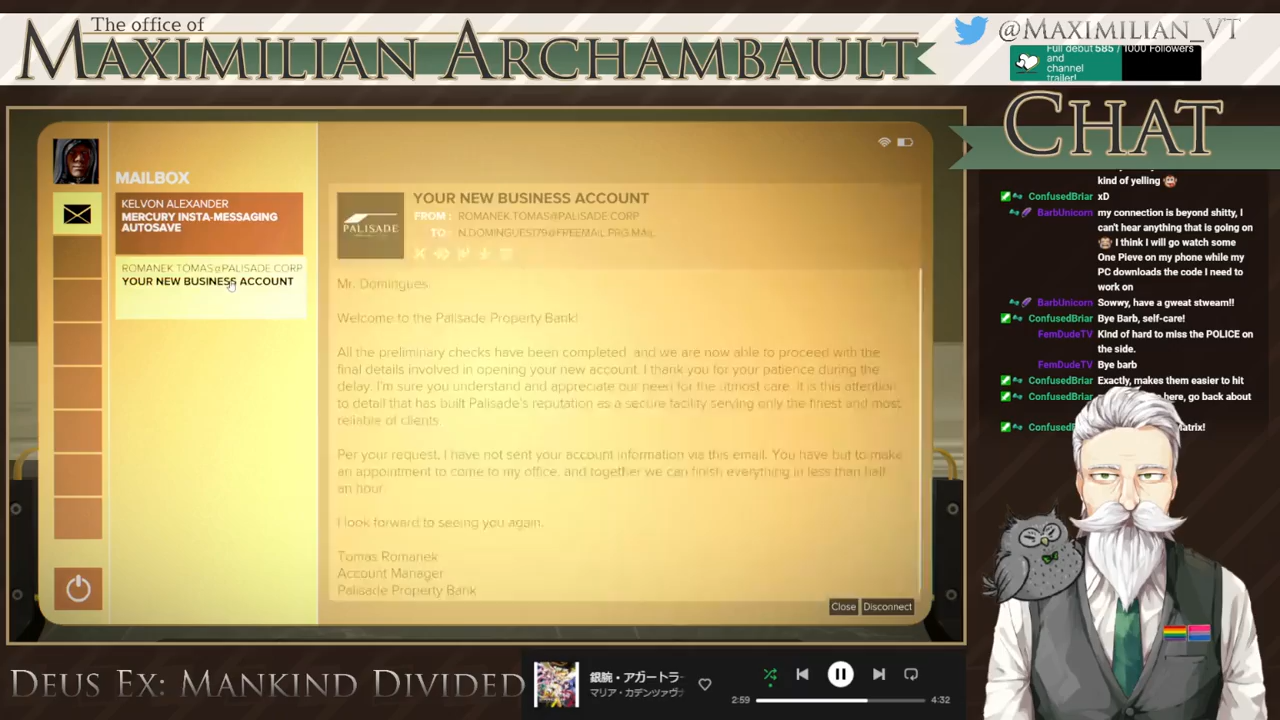 The office of
MAXIMILIAN ARCHAMBAULT
@MAXIMILIAN_VT
Full debut 585 / 1000 Followers
and
channel
trailer!
CHAT
MAILBOX
KELVON ALEXANDER
MERCURY INSTA-MESSAGING
AUTOSAVE
ROMANEK.TOMAS@PALISADE.CORP
YOUR NEW BUSINESS ACCOUNT
PALISADE
YOUR NEW BUSINESS ACCOUNT
FROM: ROMANEK.TOMAS@PALISADE.CORP
TO: N.DOMINGUES179@FREEMAIL.PRG.MAIL
Mr. Domingues,
Welcome to the Palisade Property Bank!
All the preliminary checks have been completed, and we are now able to proceed with the
final details involved in opening your new account. I thank you for your patience during the
delay. I'm sure you understand and appreciate our need for the utmost care. It is this attention
to detail that has built Palisade's reputation as a secure facility serving only the finest and most
reliable of clients.
Per your request, I have not sent your account information via this email. You have but to make
an appointment to come to my office, and together we can finish everything in less than half
an hour.
I look forward to seeing you again.
Tomas Romanek
Account Manager
Palisade Property Bank
Close Disconnect
kind of yelling
ConfusedBriar xD
BarbUnicorn my connection is beyond shitty, I
can't hear anything that is going on
I think I will go watch some
One Pieve on my phone while my
PC downloads the code I need to
work on
BarbUnicorn Sowwy, have a gweat stweam!!
ConfusedBriar Bye Barb, self-care!
FemDudeTV Kind of hard to miss the POLICE on
the side.
FemDudeTV Bye barb
ConfusedBriar Exactly, makes them easier to hit
ConfusedBriar here, go back about
Matrix!
DEUS EX: MANKIND DIVIDED
銀腕・アガートラ
マリア・カデンツァヴ
2:59
4:32